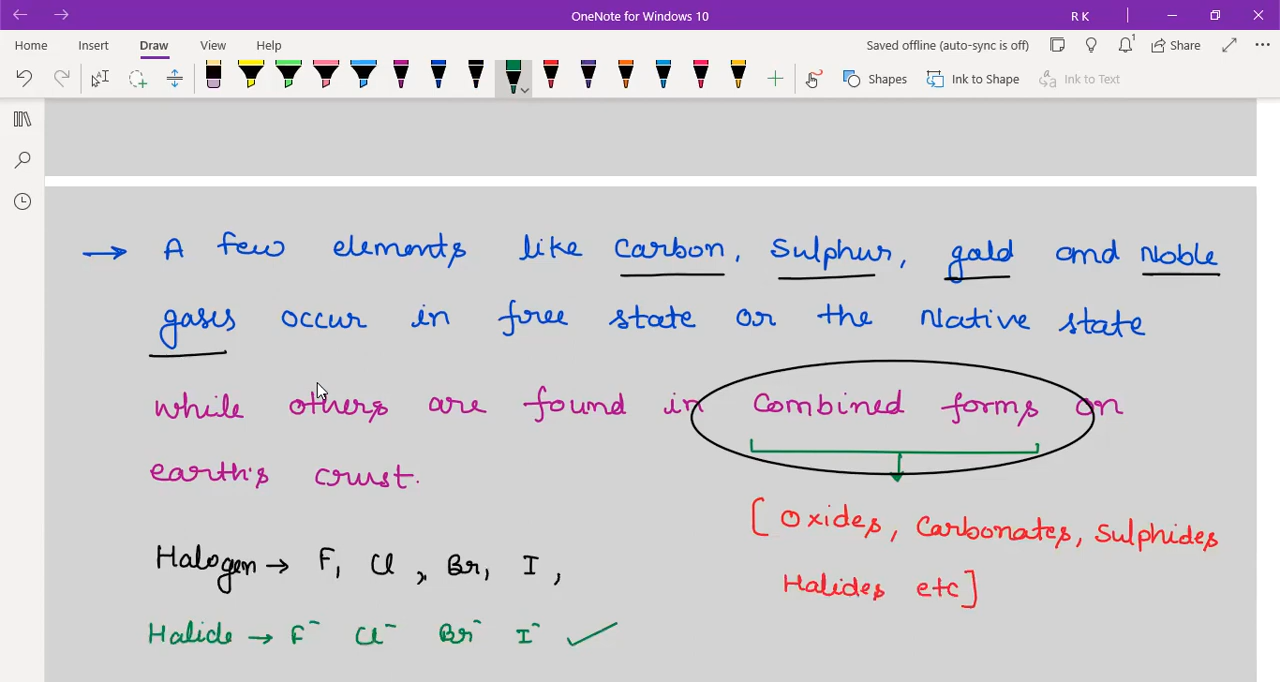 OneNote for Windows 10
R K
Home Insert Draw View Help
Saved offline (auto-sync is off)
Share
Shapes Ink to Shape Ink to Text
→ A few elements like Carbon, Sulphur, gold and Noble
gases occur in free state or the Native state
while others are found in Combined forms on
earth's crust.
[Oxides, Carbonates, Sulphides
Halides etc]
Halogen → F, Cl, Br, I,
Halide → F⁻ Cl⁻ Br⁻ I⁻ ✓